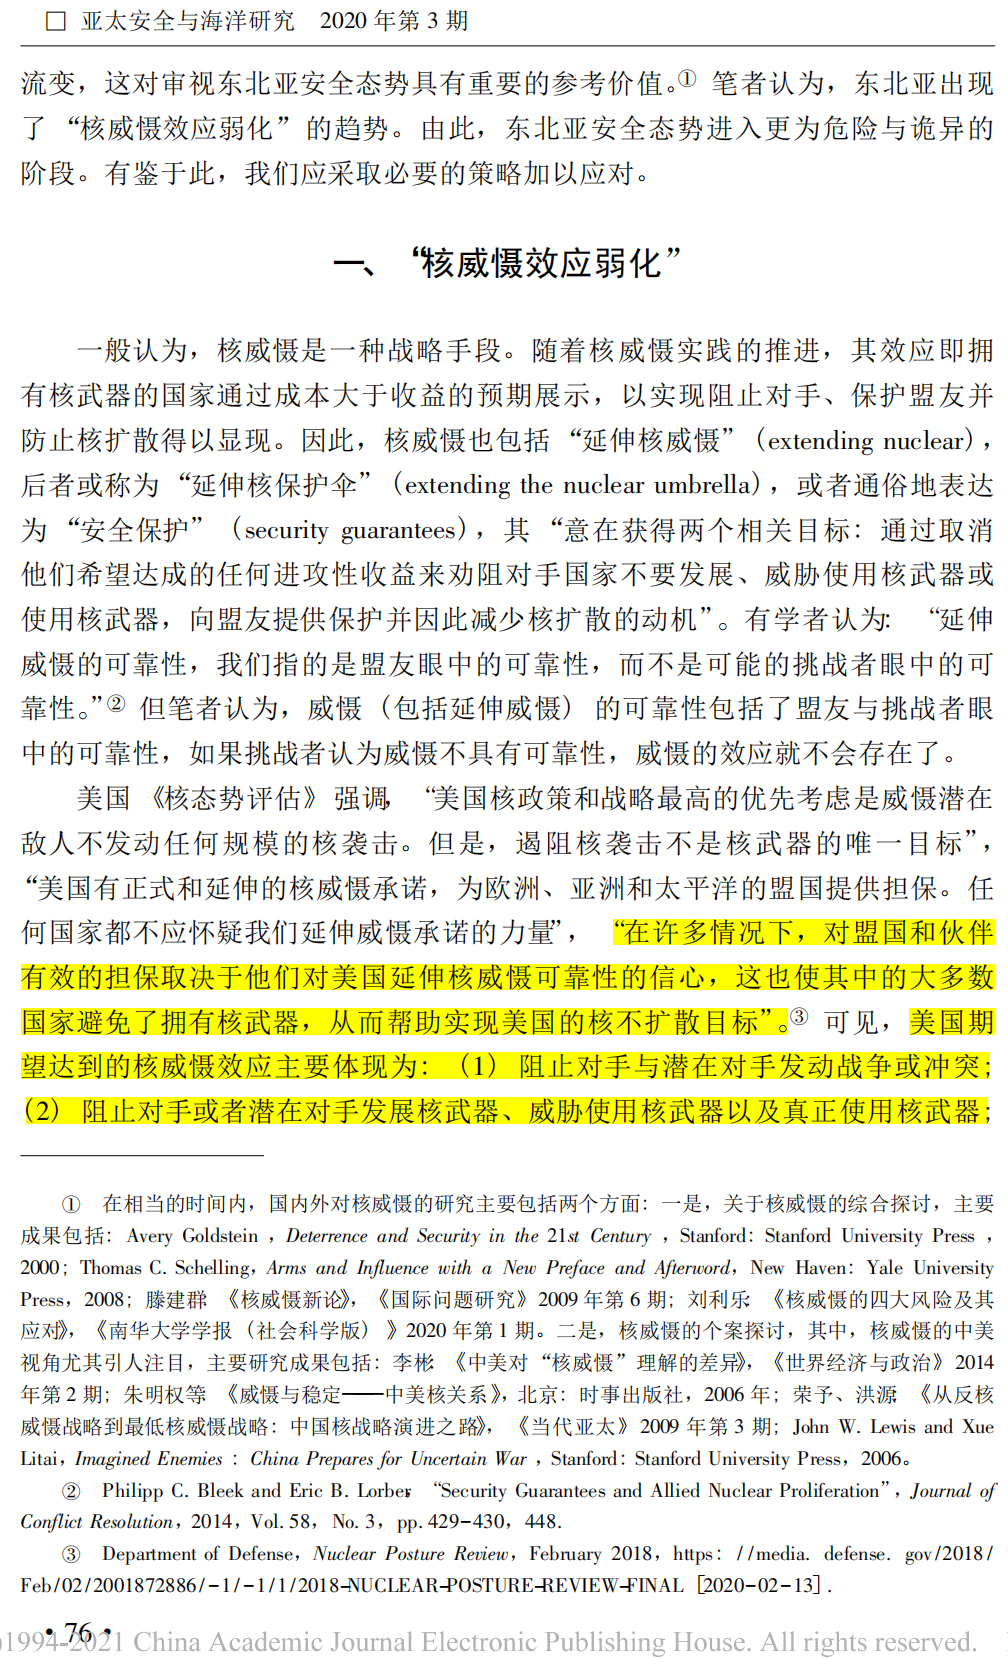 □ 亚太安全与海洋研究 2020 年第 3 期
流变，这对审视东北亚安全态势具有重要的参考价值。① 笔者认为，东北亚出现
了 “核威慑效应弱化” 的趋势。由此，东北亚安全态势进入更为危险与诡异的
阶段。有鉴于此，我们应采取必要的策略加以应对。
一、“核威慑效应弱化”
一般认为，核威慑是一种战略手段。随着核威慑实践的推进，其效应即拥
有核武器的国家通过成本大于收益的预期展示，以实现阻止对手、保护盟友并
防止核扩散得以显现。因此，核威慑也包括 “延伸核威慑” （extending nuclear），
后者或称为 “延伸核保护伞” （extending the nuclear umbrella），或者通俗地表达
为 “安全保护” （security guarantees），其 “意在获得两个相关目标：通过取消
他们希望达成的任何进攻性收益来劝阻对手国家不要发展、威胁使用核武器或
使用核武器，向盟友提供保护并因此减少核扩散的动机”。有学者认为：“延伸
威慑的可靠性，我们指的是盟友眼中的可靠性，而不是可能的挑战者眼中的可
靠性。”② 但笔者认为，威慑 （包括延伸威慑） 的可靠性包括了盟友与挑战者眼
中的可靠性，如果挑战者认为威慑不具有可靠性，威慑的效应就不会存在了。
美国 《核态势评估》 强调，“美国核政策和战略最高的优先考虑是威慑潜在
敌人不发动任何规模的核袭击。但是，遏阻核袭击不是核武器的唯一目标”，
“美国有正式和延伸的核威慑承诺，为欧洲、亚洲和太平洋的盟国提供担保。任
何国家都不应怀疑我们延伸威慑承诺的力量”， “在许多情况下，对盟国和伙伴
有效的担保取决于他们对美国延伸核威慑可靠性的信心，这也使其中的大多数
国家避免了拥有核武器，从而帮助实现美国的核不扩散目标”。③ 可见，美国期
望达到的核威慑效应主要体现为：（1） 阻止对手与潜在对手发动战争或冲突；
（2） 阻止对手或者潜在对手发展核武器、威胁使用核武器以及真正使用核武器；
① 在相当的时间内，国内外对核威慑的研究主要包括两个方面：一是，关于核威慑的综合探讨，主要
成果包括：Avery Goldstein，Deterrence and Security in the 21st Century，Stanford：Stanford University Press，
2000；Thomas C. Schelling，Arms and Influence with a New Preface and Afterword，New Haven：Yale University
Press，2008；滕建群：《核威慑新论》，《国际问题研究》 2009 年第 6 期；刘利乐：《核威慑的四大风险及其
应对》，《南华大学学报 （社会科学版）》 2020 年第 1 期。二是，核威慑的个案探讨，其中，核威慑的中美
视角尤其引人注目，主要研究成果包括：李彬：《中美对 “核威慑” 理解的差异》，《世界经济与政治》 2014
年第 2 期；朱明权等：《威慑与稳定——中美核关系》，北京：时事出版社，2006 年；荣予、洪源：《从反核
威慑战略到最低核威慑战略：中国核战略演进之路》，《当代亚太》 2009 年第 3 期；John W. Lewis and Xue
Litai，Imagined Enemies：China Prepares for Uncertain War，Stanford：Stanford University Press，2006。
② Philipp C. Bleek and Eric B. Lorber，“Security Guarantees and Allied Nuclear Proliferation”，Journal of
Conflict Resolution，2014，Vol. 58，No. 3，pp. 429-430，448.
③ Department of Defense，Nuclear Posture Review，February 2018，https：//media. defense. gov/2018/
Feb/02/2001872886/-1/-1/1/2018-NUCLEAR-POSTURE-REVIEW-FINAL ［2020-02-13］.
· 76 ·
)1994-2021 China Academic Journal Electronic Publishing House. All rights reserved.